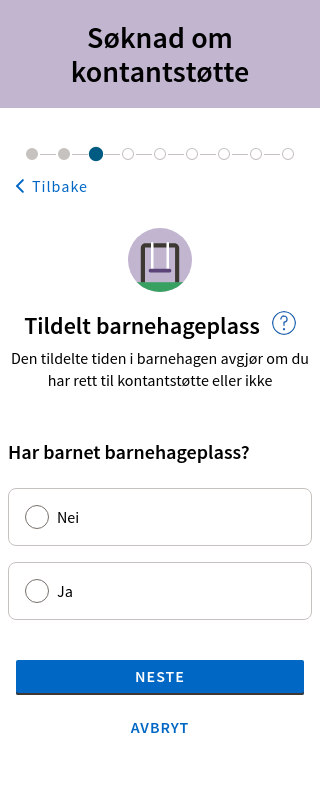 Søknad om
kontantstøtte
Tilbake
Tildelt barnehageplass
?
Den tildelte tiden i barnehagen avgjør om du
har rett til kontantstøtte eller ikke
Har barnet barnehageplass?
Nei
Ja
NESTE
AVBRYT